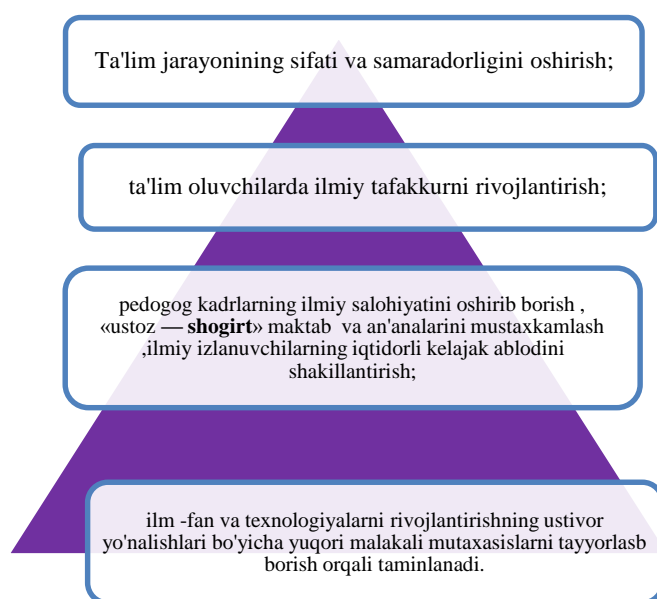 Ta'lim jarayonining sifati va samaradorligini oshirish;
ta'lim oluvchilarda ilmiy tafakkurni rivojlantirish;
pedogog kadrlarning ilmiy salohiyatini oshirib borish ,
«ustoz — shogirt» maktab va an'analarini mustaxkamlash
,ilmiy izlanuvchilarning iqtidorli kelajak ablodini
shakillantirish;
ilm -fan va texnologiyalarni rivojlantirishning ustivor
yo'nalishlari bo'yicha yuqori malakali mutaxasislarni tayyorlasb
borish orqali taminlanadi.